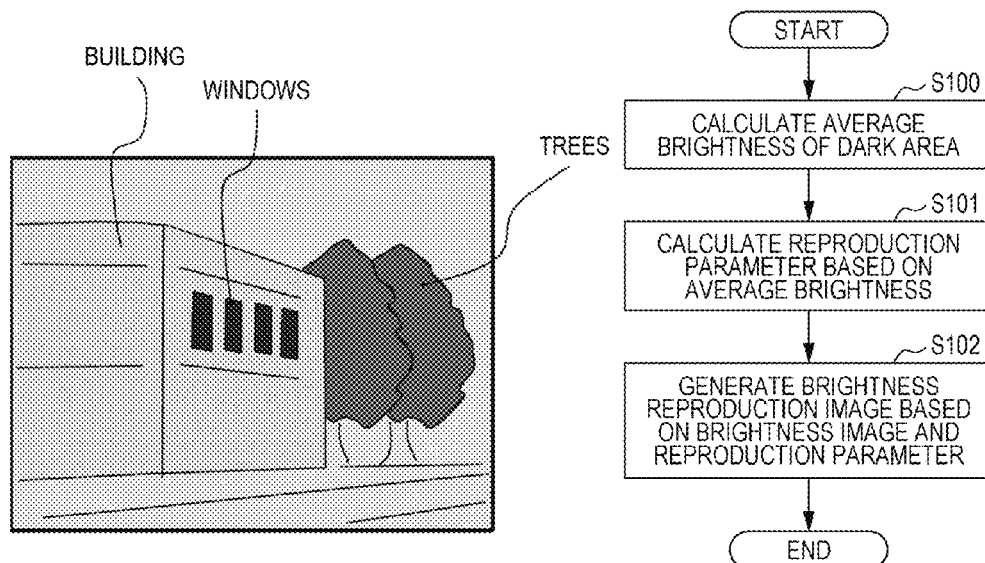 BUILDING
WINDOWS
TREES
START
S100
CALCULATE AVERAGE
BRIGHTNESS OF DARK AREA
S101
CALCULATE REPRODUCTION
PARAMETER BASED ON
AVERAGE BRIGHTNESS
S102
GENERATE BRIGHTNESS
REPRODUCTION IMAGE BASED
ON BRIGHTNESS IMAGE AND
REPRODUCTION PARAMETER
END